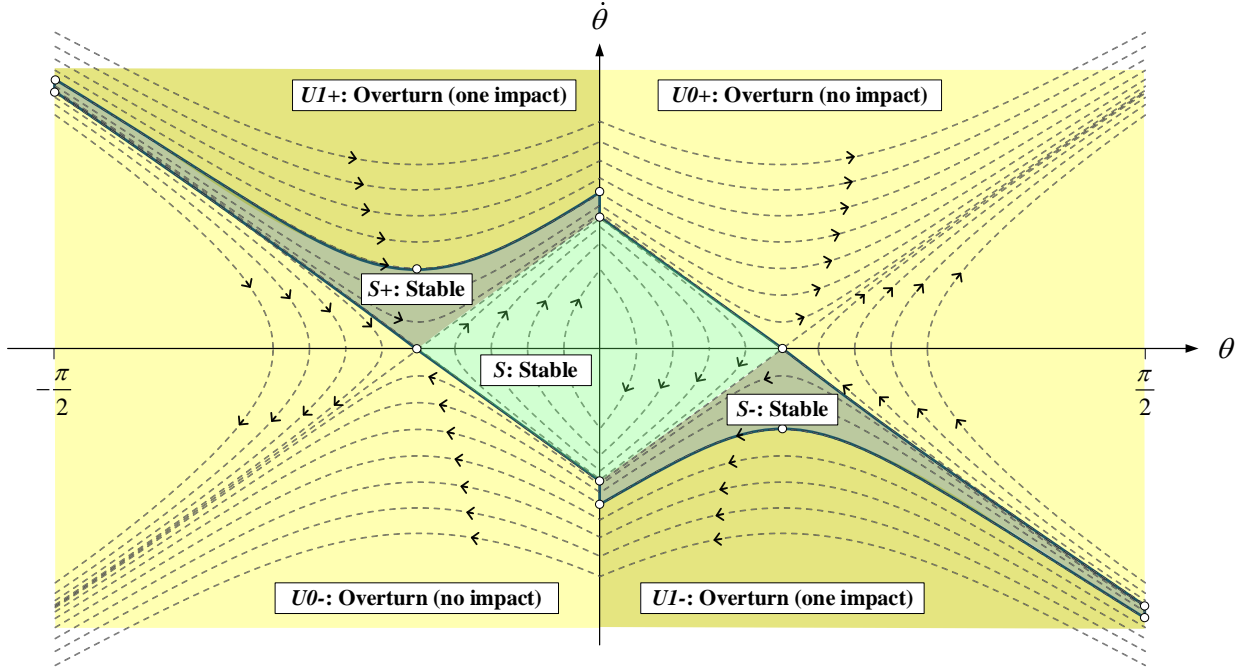 θ̇
U1+: Overturn (one impact)
U0+: Overturn (no impact)
S+: Stable
S: Stable
θ
−π/2
π/2
S-: Stable
U0-: Overturn (no impact)
U1-: Overturn (one impact)